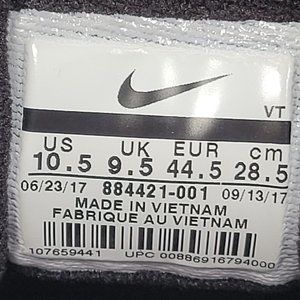 VT
US UK EUR cm
10.5 9.5 44.5 28.5
06/23/17 884421-001 09/13/17
MADE IN VIETNAM
FABRIQUE AU VIETNAM
107659441 UPC 00886916794000